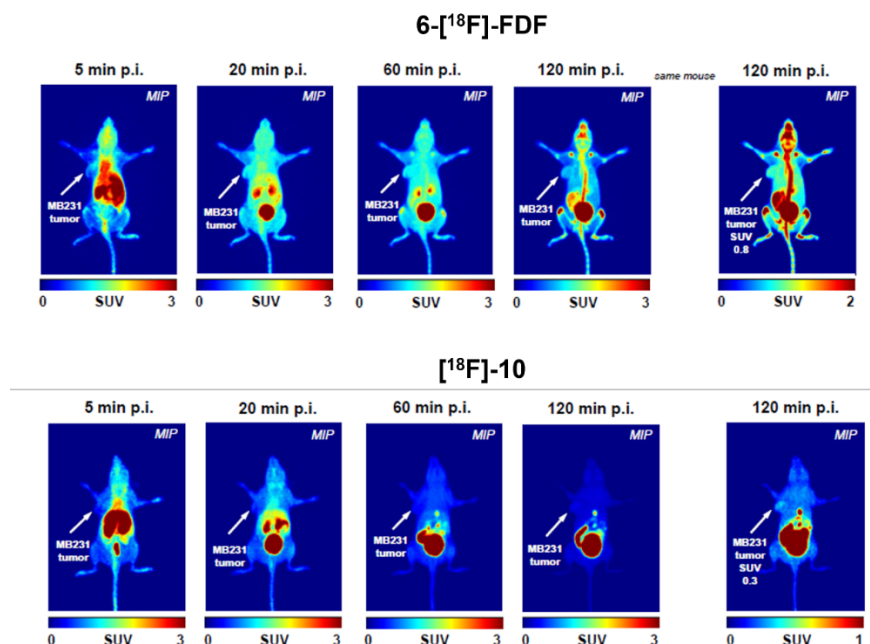 6-[¹⁸F]-FDF
5 min p.i. 20 min p.i. 60 min p.i. 120 min p.i. same mouse 120 min p.i.
MIP MIP MIP MIP MIP
MB231 tumor MB231 tumor MB231 tumor MB231 tumor MB231 tumor SUV 0.8
0 SUV 3 0 SUV 3 0 SUV 3 0 SUV 3 0 SUV 2
[¹⁸F]-10
5 min p.i. 20 min p.i. 60 min p.i. 120 min p.i. 120 min p.i.
MIP MIP MIP MIP MIP
MB231 tumor MB231 tumor MB231 tumor MB231 tumor MB231 tumor SUV 0.3
0 SUV 3 0 SUV 3 0 SUV 3 0 SUV 3 0 SUV 1